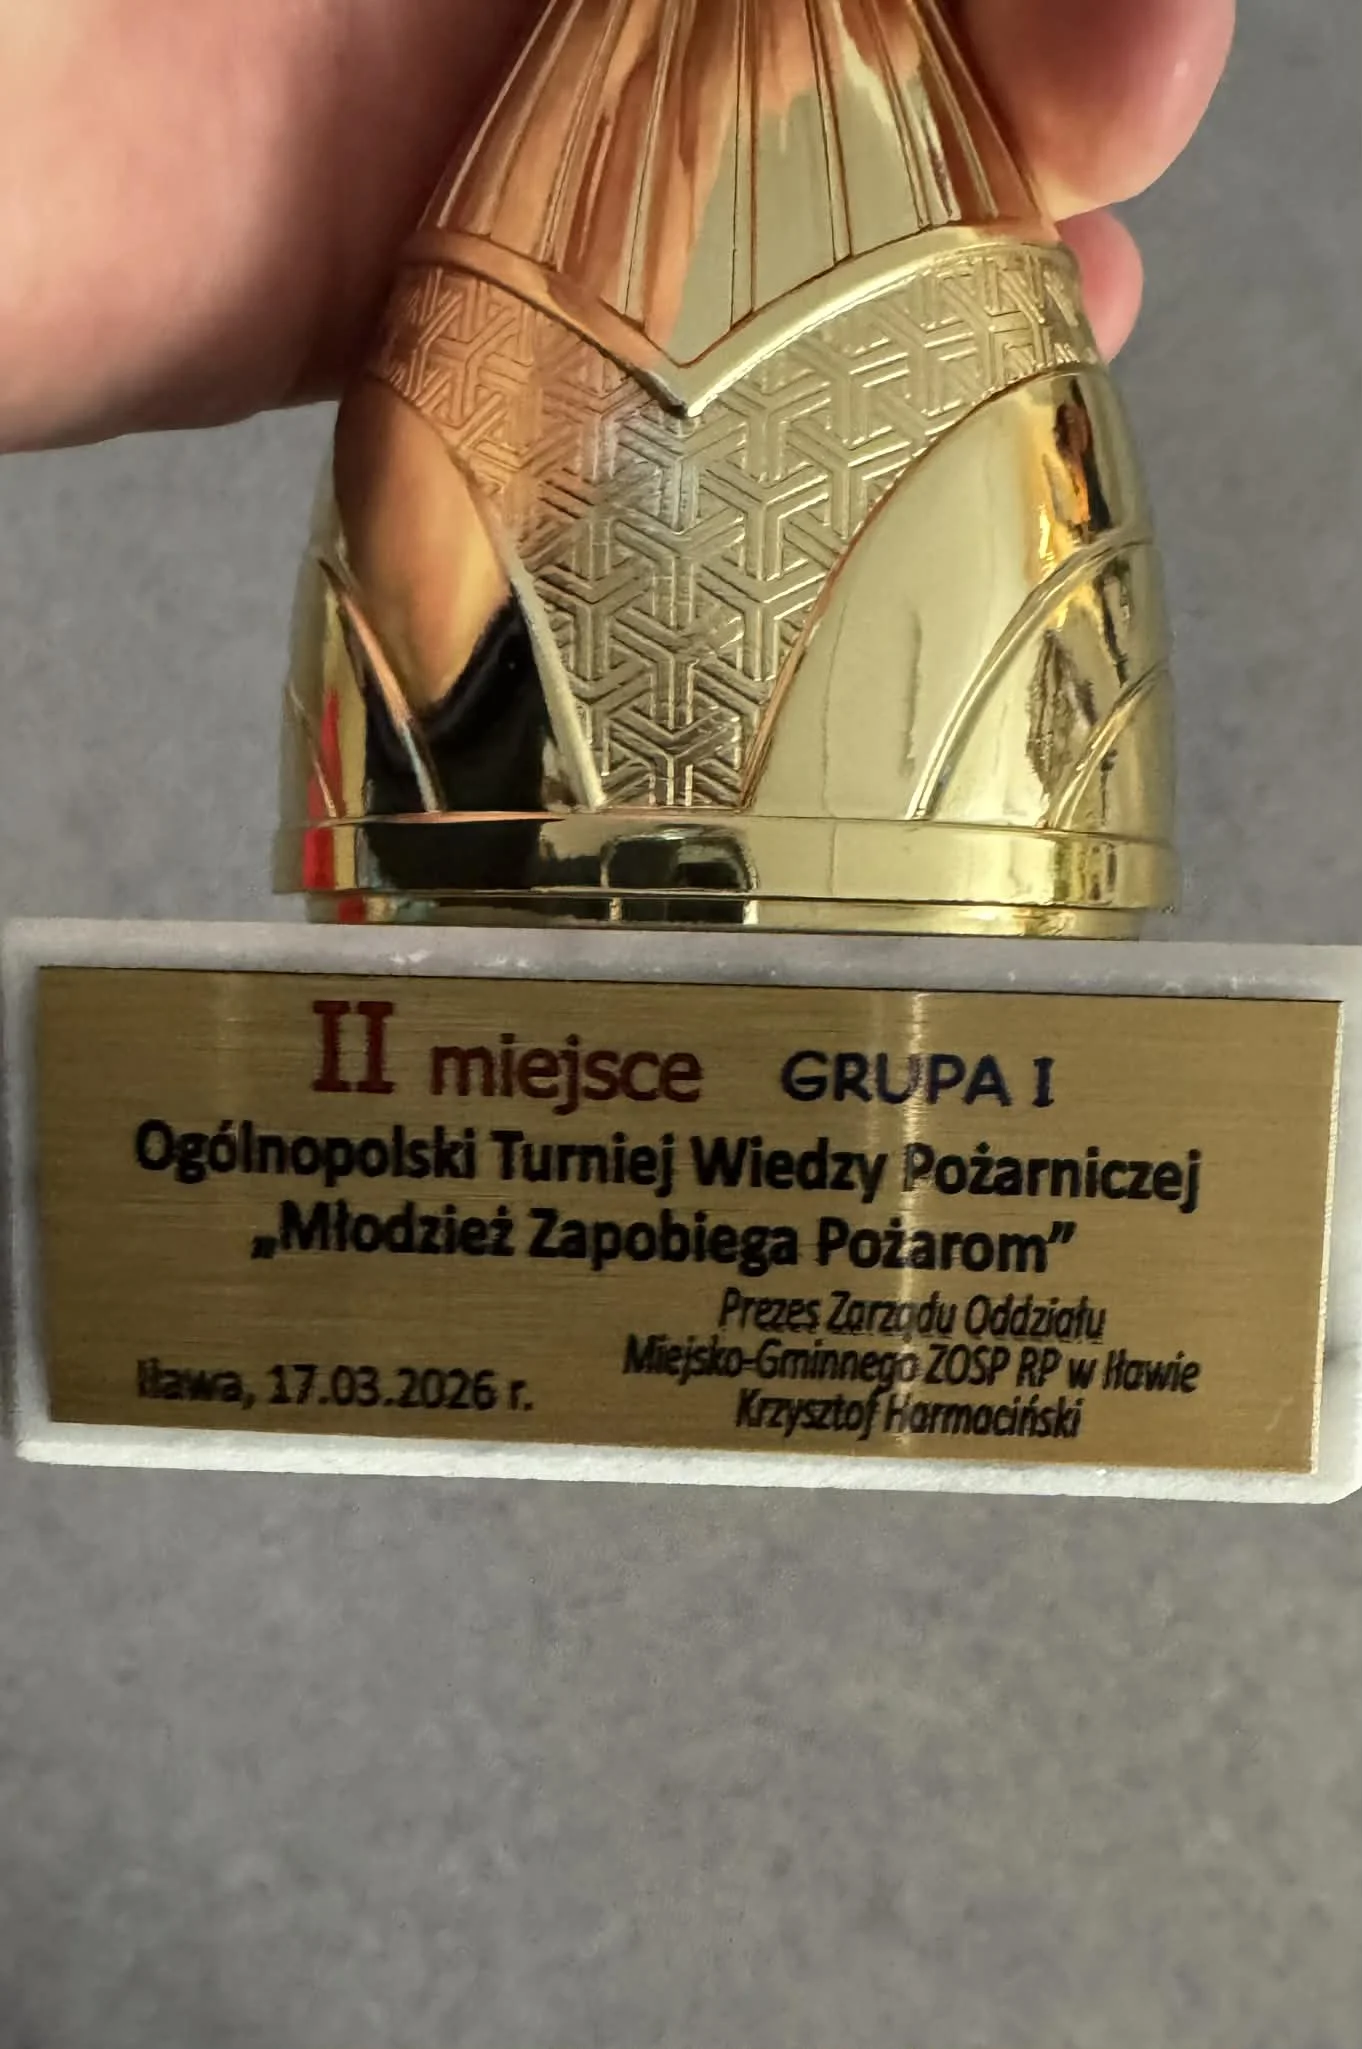 II miejsce GRUPA I
Ogólnopolski Turniej Wiedzy Pożarniczej
„Młodzież Zapobiega Pożarom”
Prezes Zarządu Oddziału
Miejsko-Gminnego ZOSP RP w Iławie
Iława, 17.03.2026 r.
Krzysztof Harmaciński